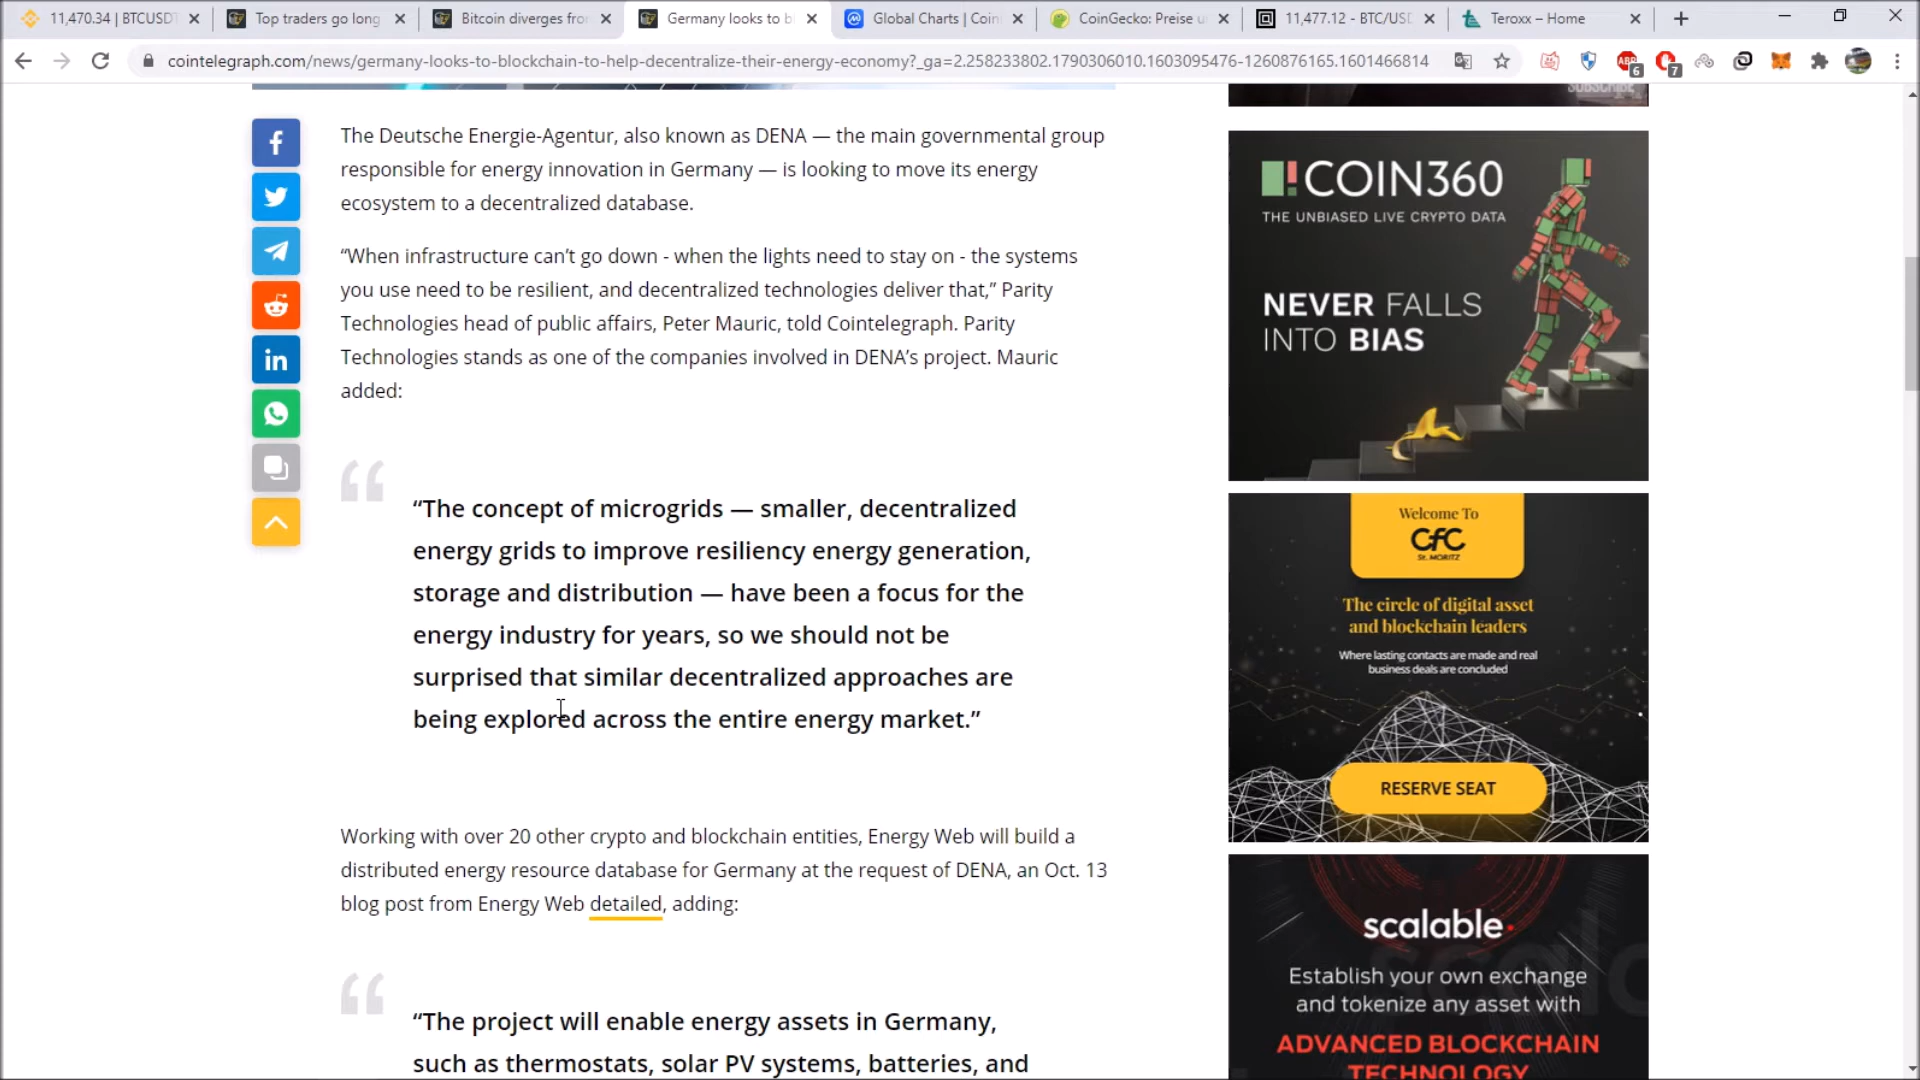 11,470.34 | BTCUSDT
Top traders go long
Bitcoin diverges fro
Germany looks to b
Global Charts | Coin
CoinGecko: Preise u
11,477.12 - BTC/USD
Teroxx – Home
cointelegraph.com/news/germany-looks-to-blockchain-to-help-decentralize-their-energy-economy?_ga=2.258233802.1790306010.1603095476-1260876165.1601466814
ABP
6
7
SUBSCRIBE
The Deutsche Energie-Agentur, also known as DENA — the main governmental group
responsible for energy innovation in Germany — is looking to move its energy
ecosystem to a decentralized database.
“When infrastructure can’t go down - when the lights need to stay on - the systems
you use need to be resilient, and decentralized technologies deliver that,” Parity
Technologies head of public affairs, Peter Mauric, told Cointelegraph. Parity
Technologies stands as one of the companies involved in DENA’s project. Mauric
added:
“The concept of microgrids — smaller, decentralized
energy grids to improve resiliency energy generation,
storage and distribution — have been a focus for the
energy industry for years, so we should not be
surprised that similar decentralized approaches are
being explored across the entire energy market.”
Working with over 20 other crypto and blockchain entities, Energy Web will build a
distributed energy resource database for Germany at the request of DENA, an Oct. 13
blog post from Energy Web detailed, adding:
“The project will enable energy assets in Germany,
such as thermostats, solar PV systems, batteries, and
COIN360
THE UNBIASED LIVE CRYPTO DATA
NEVER FALLS
INTO BIAS
Welcome To
CfC
St. MORITZ
The circle of digital asset
and blockchain leaders
Where lasting contacts are made and real
business deals are concluded
RESERVE SEAT
scalable
Establish your own exchange
and tokenize any asset with
ADVANCED BLOCKCHAIN
TECHNOLOGY